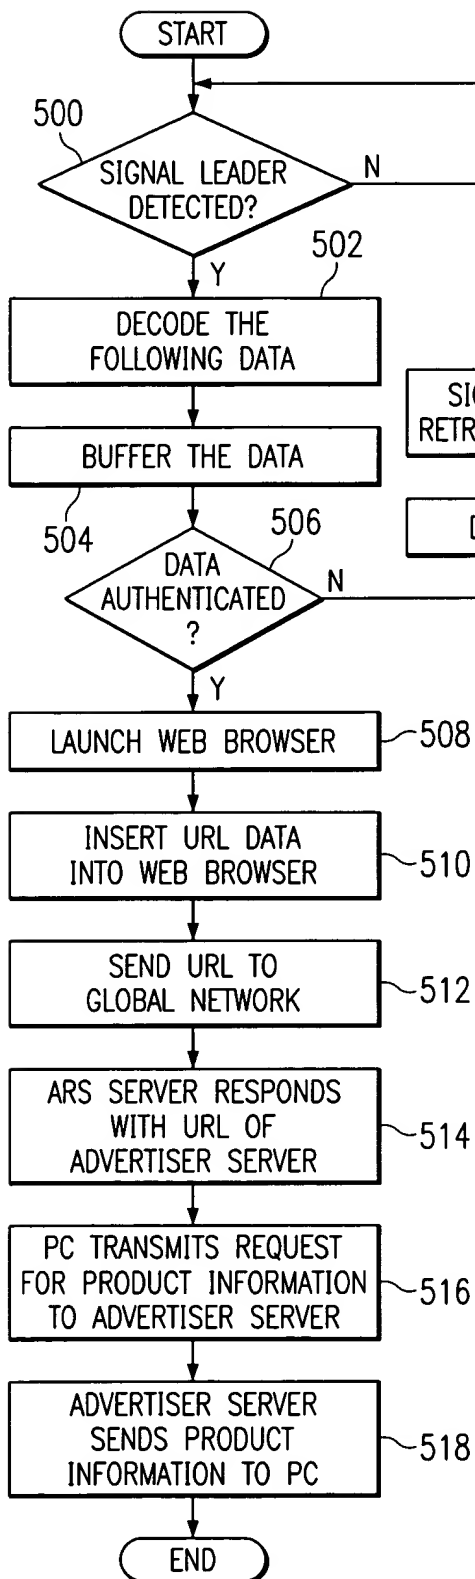 START
500
SIGNAL LEADER
DETECTED?
N
Y
502
DECODE THE
FOLLOWING DATA
BUFFER THE DATA
504
506
DATA
AUTHENTICATED
?
N
Y
LAUNCH WEB BROWSER
508
INSERT URL DATA
INTO WEB BROWSER
510
SEND URL TO
GLOBAL NETWORK
512
ARS SERVER RESPONDS
WITH URL OF
ADVERTISER SERVER
514
PC TRANSMITS REQUEST
FOR PRODUCT INFORMATION
TO ADVERTISER SERVER
516
ADVERTISER SERVER
SENDS PRODUCT
INFORMATION TO PC
518
END